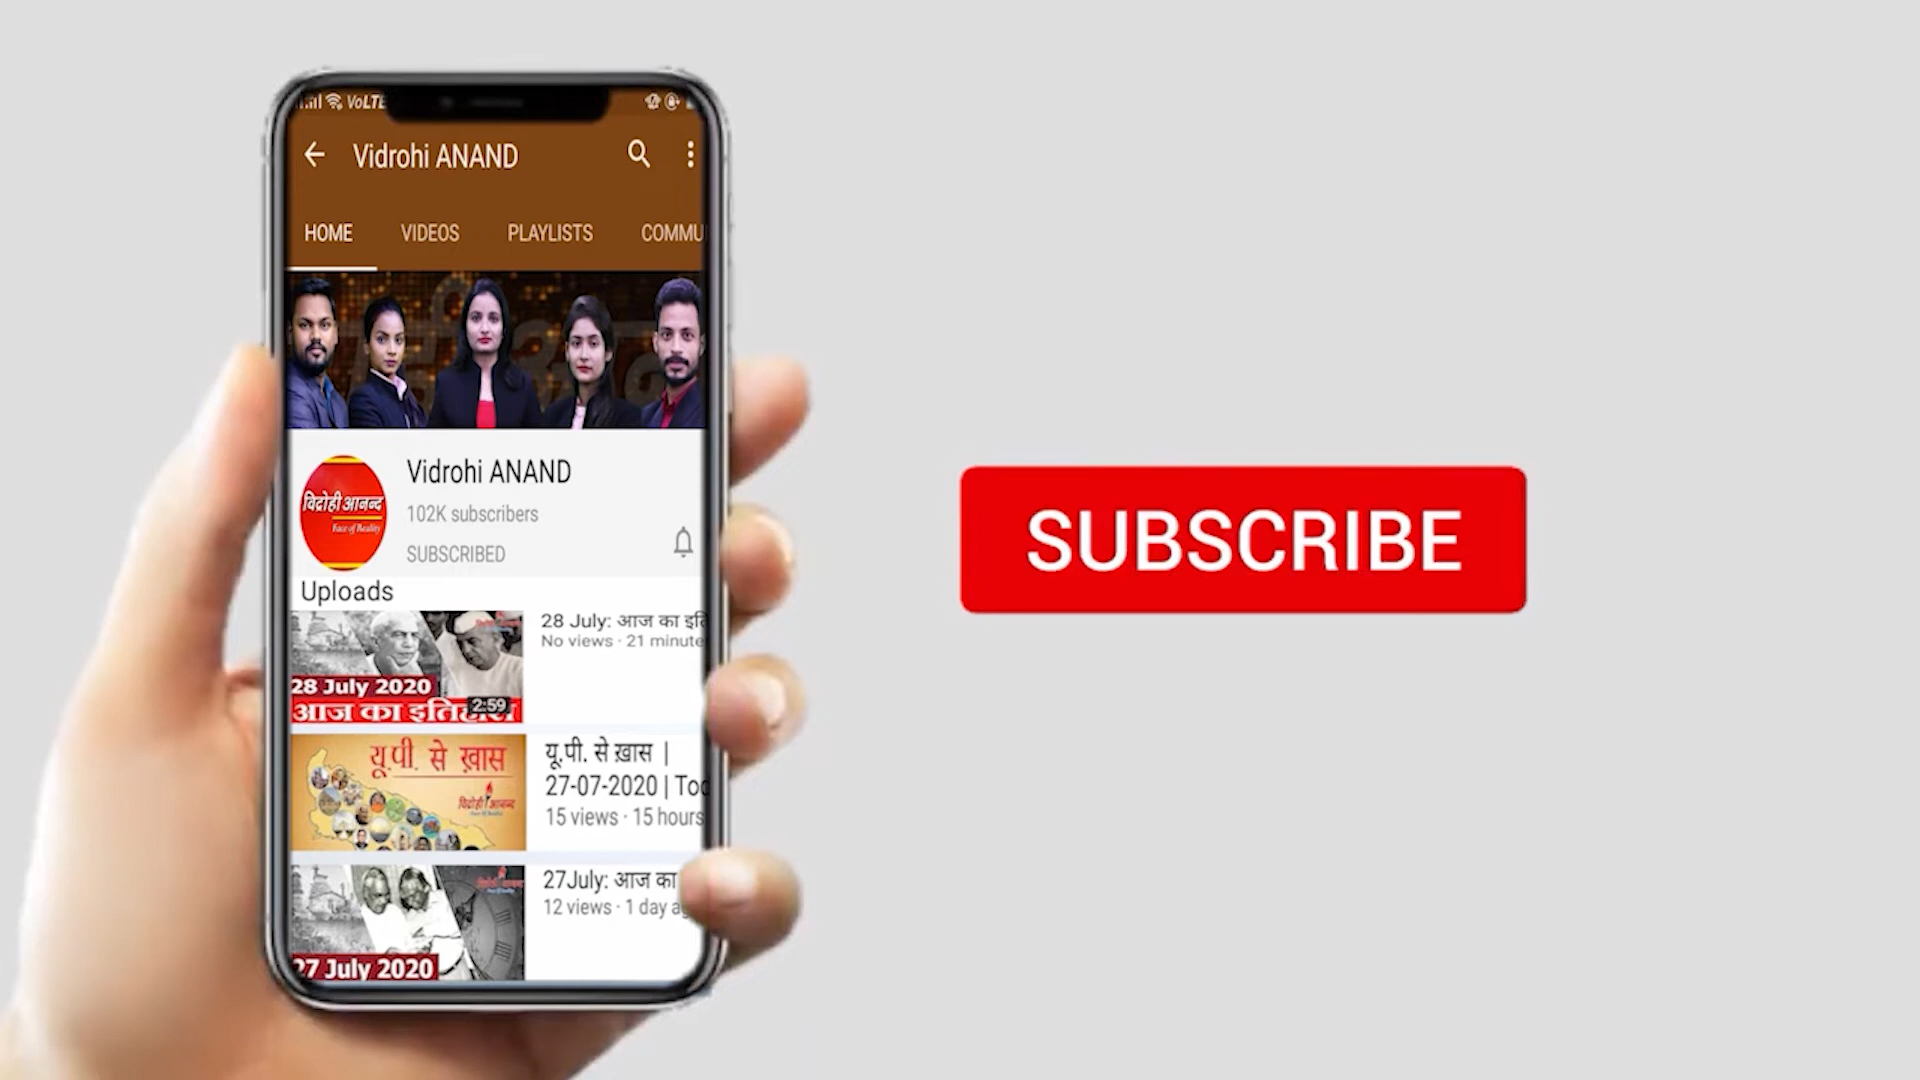 VoLTE
Vidrohi ANAND
HOME VIDEOS PLAYLISTS COMMU
Vidrohi ANAND
102K subscribers
SUBSCRIBED
विद्रोही आनन्द
Face of Reality
Uploads
28 July: आज का इति
No views · 21 minute
28 July 2020
2:59
आज का इतिहास
यू.पी. से ख़ास |
27-07-2020 | Too
15 views · 15 hours
यू.पी. से ख़ास
विद्रोही आनन्द
27July: आज का
12 views · 1 day ag
27 July 2020
SUBSCRIBE